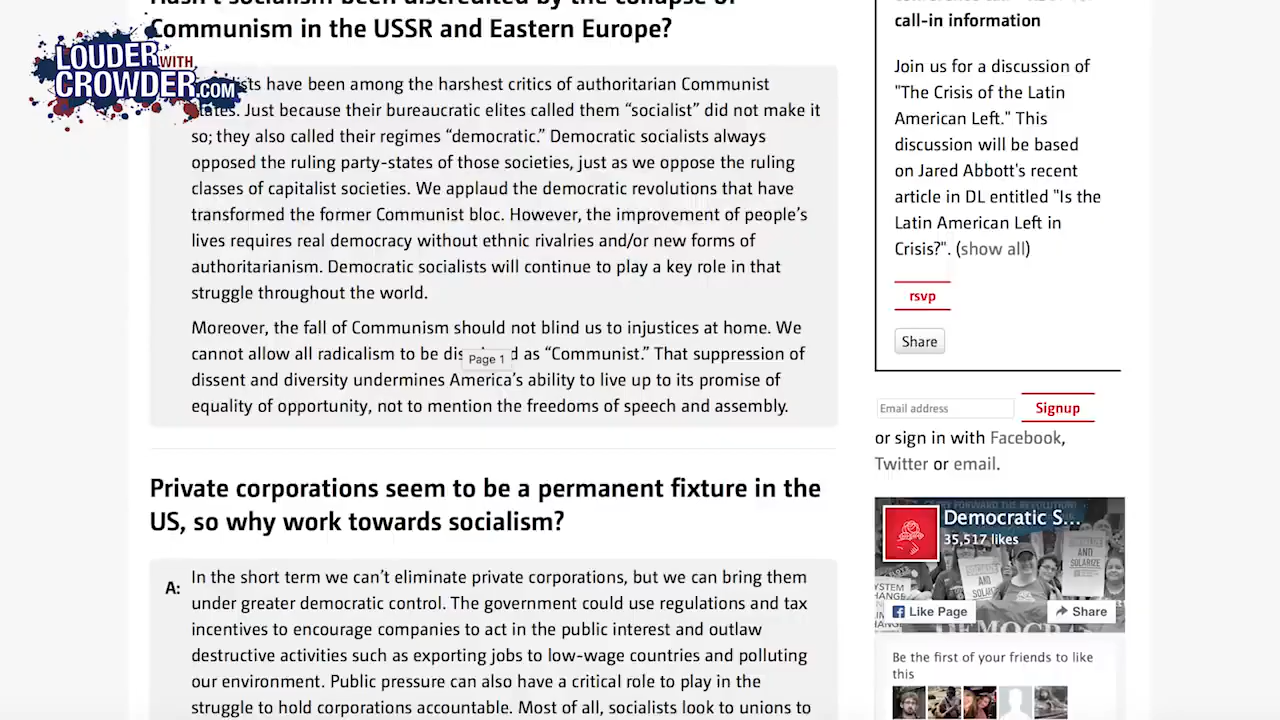 Hasn't socialism been discredited by the collapse of
Communism in the USSR and Eastern Europe?
LOUDER WITH
CROWDER.COM
ists have been among the harshest critics of authoritarian Communist
states. Just because their bureaucratic elites called them “socialist” did not make it
so; they also called their regimes “democratic.” Democratic socialists always
opposed the ruling party-states of those societies, just as we oppose the ruling
classes of capitalist societies. We applaud the democratic revolutions that have
transformed the former Communist bloc. However, the improvement of people’s
lives requires real democracy without ethnic rivalries and/or new forms of
authoritarianism. Democratic socialists will continue to play a key role in that
struggle throughout the world.
Moreover, the fall of Communism should not blind us to injustices at home. We
cannot allow all radicalism to be dis d as “Communist.” That suppression of
Page 1
dissent and diversity undermines America’s ability to live up to its promise of
equality of opportunity, not to mention the freedoms of speech and assembly.
Private corporations seem to be a permanent fixture in the
US, so why work towards socialism?
A: In the short term we can’t eliminate private corporations, but we can bring them
under greater democratic control. The government could use regulations and tax
incentives to encourage companies to act in the public interest and outlaw
destructive activities such as exporting jobs to low-wage countries and polluting
our environment. Public pressure can also have a critical role to play in the
struggle to hold corporations accountable. Most of all, socialists look to unions to
call-in information
Join us for a discussion of
"The Crisis of the Latin
American Left." This
discussion will be based
on Jared Abbott's recent
article in DL entitled "Is the
Latin American Left in
Crisis?". (show all)
rsvp
Share
Email address
Signup
or sign in with Facebook,
Twitter or email.
Democratic S...
35,517 likes
AND
SOLARIZE
SYSTEM
Like Page
Share
Be the first of your friends to like
this